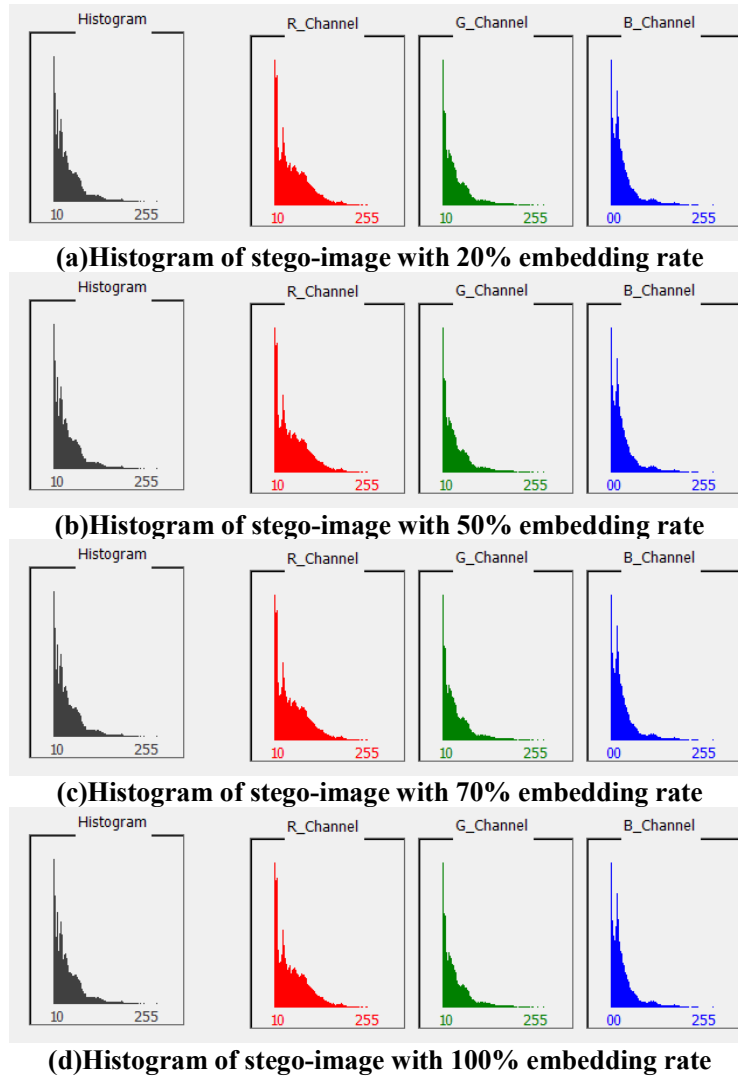 Histogram R_Channel G_Channel B_Channel
10 255 10 255 10 255 00 255
(a)Histogram of stego-image with 20% embedding rate
Histogram R_Channel G_Channel B_Channel
10 255 10 255 10 255 00 255
(b)Histogram of stego-image with 50% embedding rate
Histogram R_Channel G_Channel B_Channel
10 255 10 255 10 255 00 255
(c)Histogram of stego-image with 70% embedding rate
Histogram R_Channel G_Channel B_Channel
10 255 10 255 10 255 00 255
(d)Histogram of stego-image with 100% embedding rate